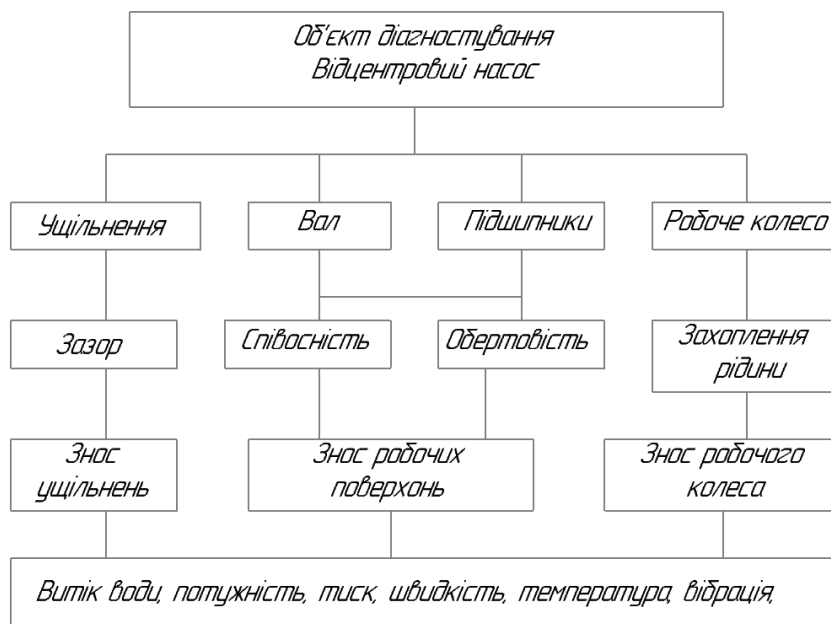 Об'єкт діагностування
Відцентровий насос
Ущільнення
Вал
Підшипники
Робоче колесо
Зазор
Співосність
Обертовість
Захоплення
рідини
Знос
ущільнень
Знос робочих
поверхонь
Знос робочого
колеса
Витік води, потужність, тиск, швидкість, температура, вібрація,